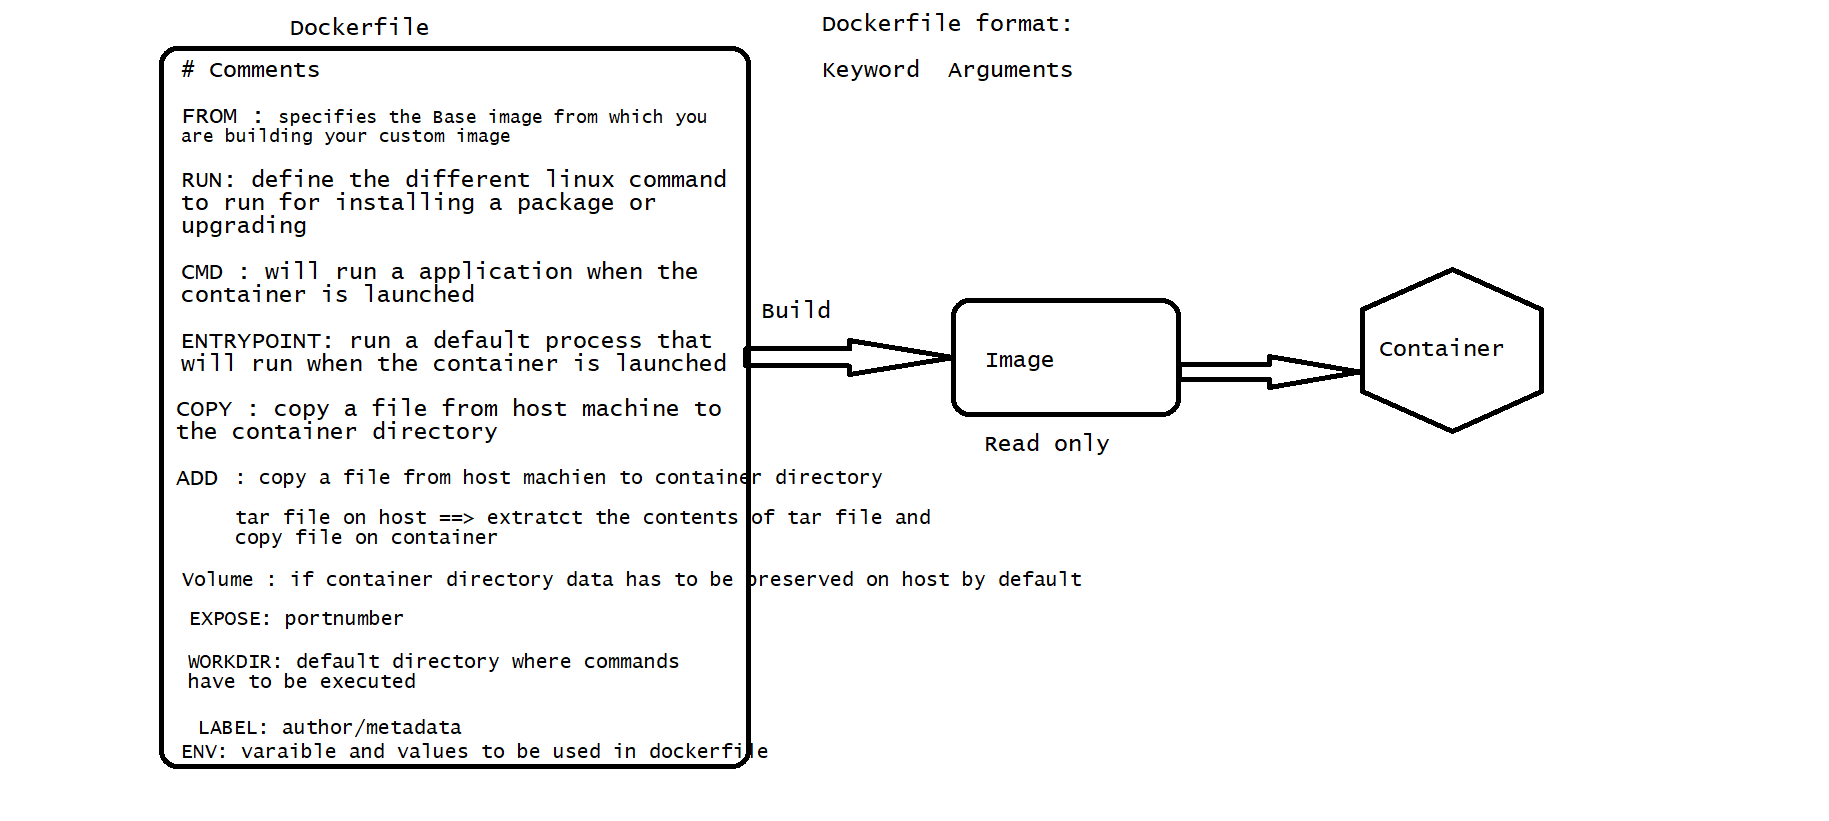 Dockerfile
# Comments
FROM : specifies the Base image from which you
are building your custom image
RUN: define the different linux command
to run for installing a package or
upgrading
CMD : will run a application when the
container is launched
ENTRYPOINT: run a default process that
will run when the container is launched
COPY : copy a file from host machine to
the container directory
ADD : copy a file from host machien to container directory
tar file on host ==> extratct the contents of tar file and
copy file on container
Volume : if container directory data has to be preserved on host by default
EXPOSE: portnumber
WORKDIR: default directory where commands
have to be executed
LABEL: author/metadata
ENV: varaible and values to be used in dockerfile
Dockerfile format:
Keyword Arguments
Build
Image
Read only
Container